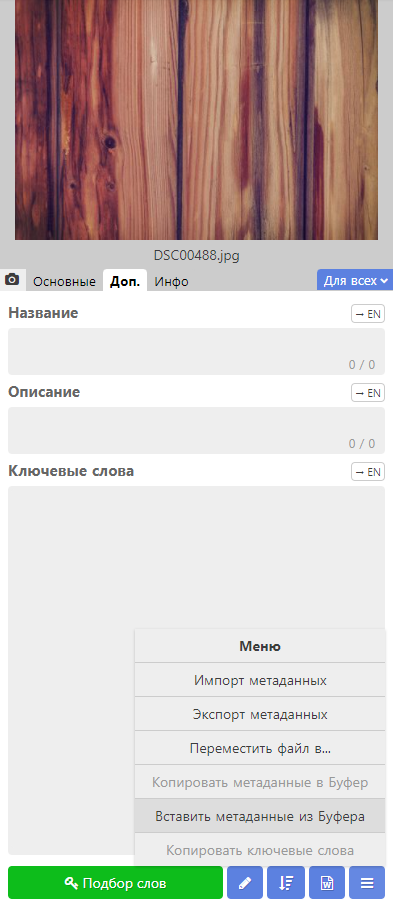 DSC00488.jpg
Основные Доп. Инфо Для всех
Название → EN
0 / 0
Описание → EN
0 / 0
Ключевые слова → EN
Меню
Импорт метаданных
Экспорт метаданных
Переместить файл в...
Копировать метаданные в Буфер
Вставить метаданные из Буфера
Копировать ключевые слова
Подбор слов